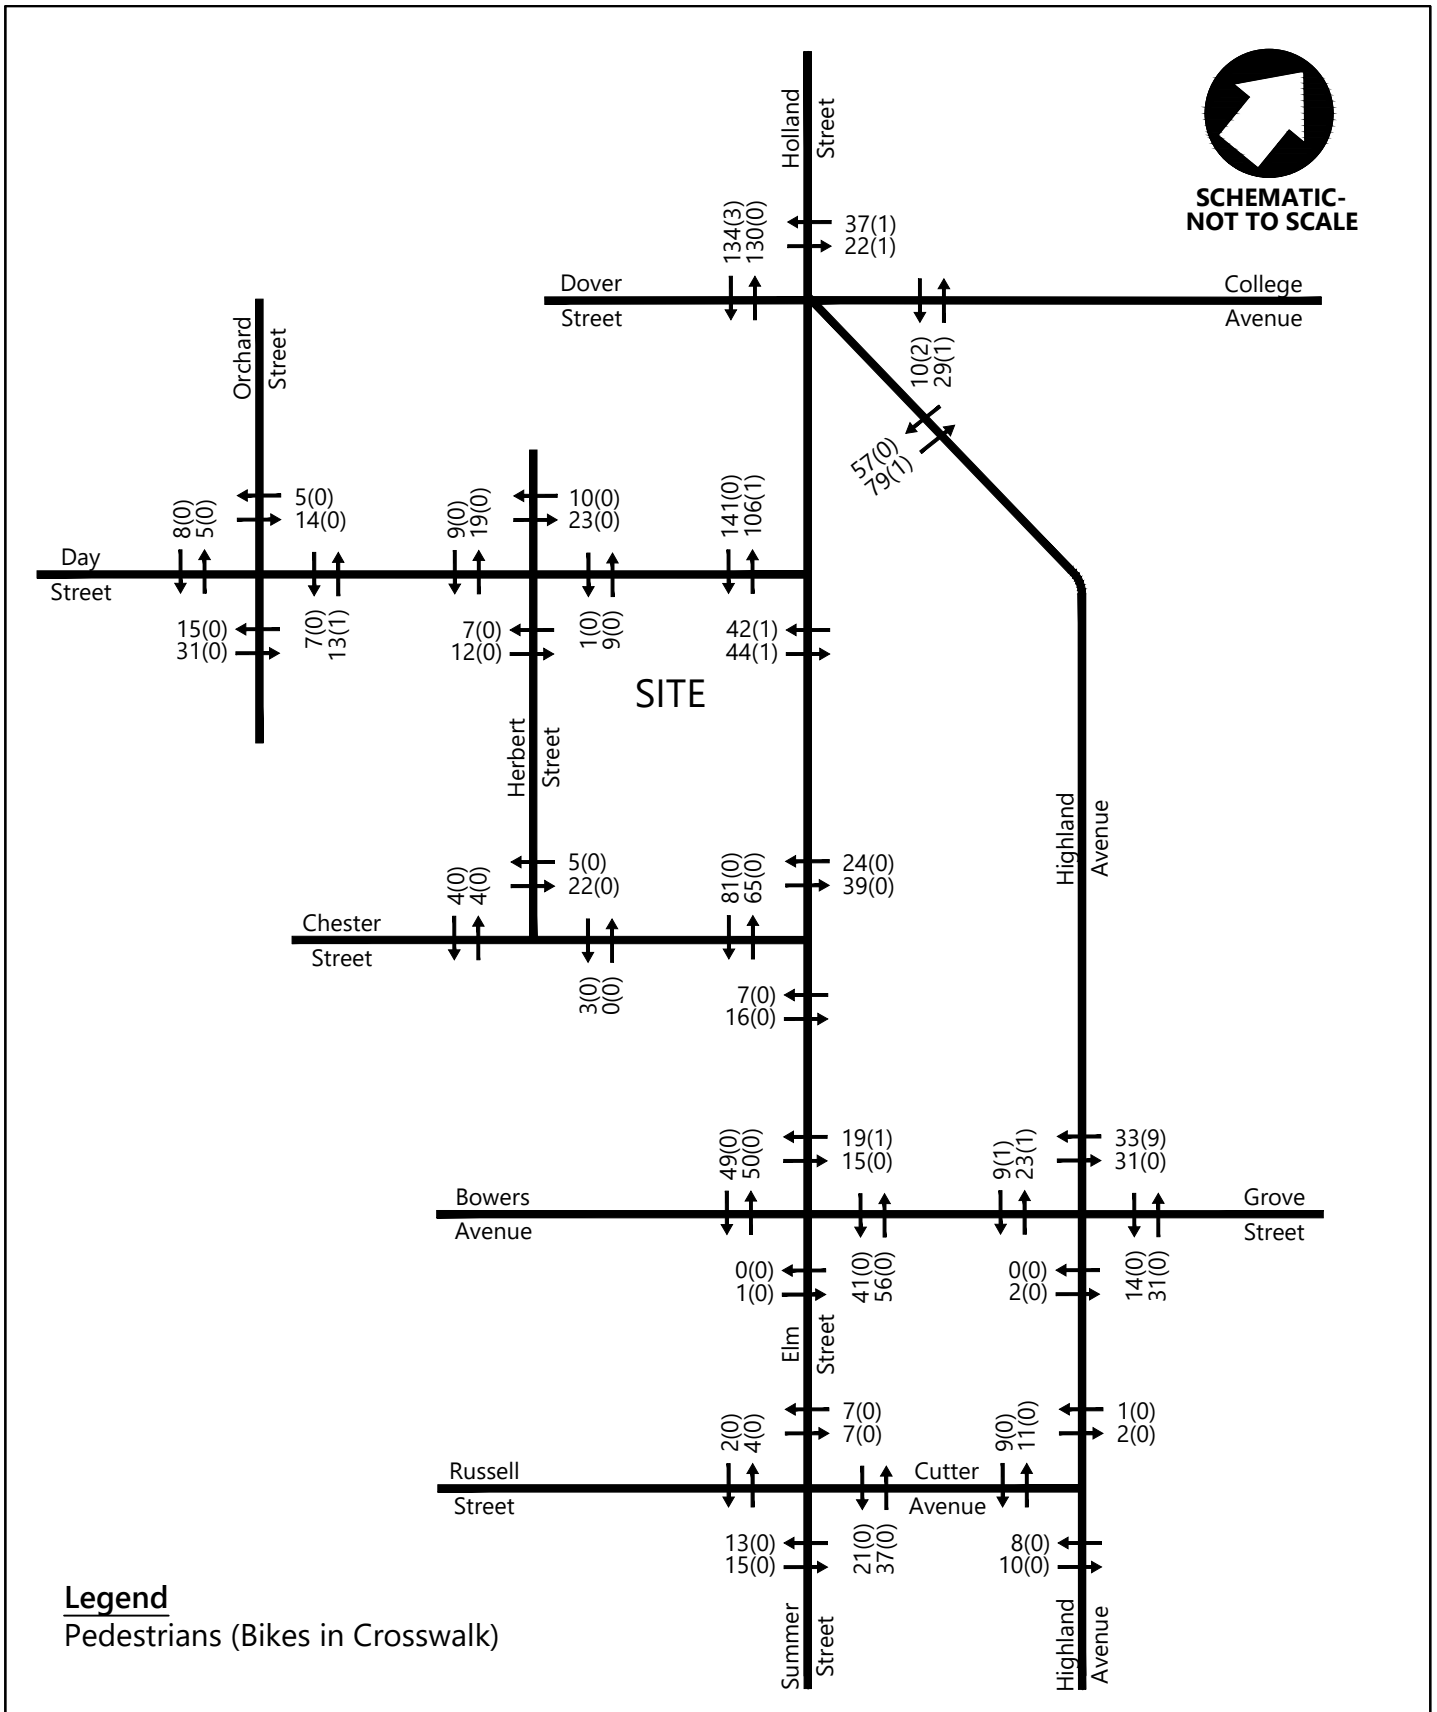 Holland
Street
SCHEMATIC-
NOT TO SCALE
134(3)
130(0)
37(1)
22(1)
Dover
Street
College
Avenue
10(2)
29(1)
57(0)
79(1)
Orchard
Street
8(0)
5(0)
5(0)
14(0)
9(0)
19(0)
10(0)
23(0)
141(0)
106(1)
Day
Street
15(0)
31(0)
7(0)
13(1)
7(0)
12(0)
1(0)
9(0)
42(1)
44(1)
SITE
Herbert
Street
Highland
Avenue
4(0)
4(0)
5(0)
22(0)
81(0)
65(0)
24(0)
39(0)
Chester
Street
3(0)
0(0)
7(0)
16(0)
49(0)
50(0)
19(1)
15(0)
9(1)
23(1)
33(9)
31(0)
Bowers
Avenue
Grove
Street
0(0)
1(0)
41(0)
56(0)
0(0)
2(0)
14(0)
31(0)
Elm
Street
2(0)
4(0)
7(0)
7(0)
9(0)
11(0)
1(0)
2(0)
Russell
Street
Cutter
Avenue
13(0)
15(0)
21(0)
37(0)
8(0)
10(0)
Summer
Street
Highland
Avenue
Legend
Pedestrians (Bikes in Crosswalk)